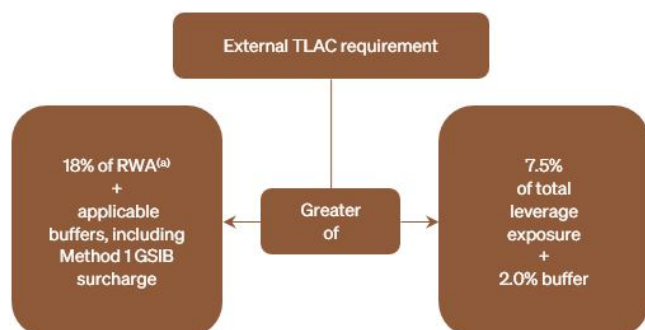 External TLAC requirement
18% of RWA(a)
+
applicable
buffers, including
Method 1 GSIB
surcharge
Greater
of
7.5%
of total
leverage
exposure
+
2.0% buffer